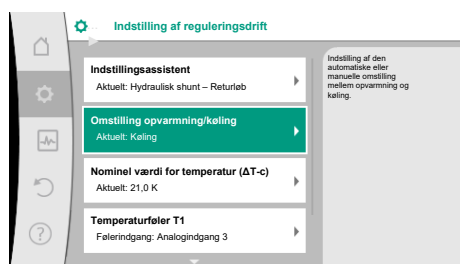 Indstilling af reguleringsdrift
Indstillingsassistent
Aktuelt: Hydraulisk shunt – Returløb
Omstilling opvarmning/køling
Aktuelt: Køling
Nominel værdi for temperatur (ΔT-c)
Aktuelt: 21,0 K
Temperaturføler T1
Følerindgang: Analogindgang 3
Indstilling af den
automatiske eller
manuelle omstilling
mellem opvarmning og
køling.